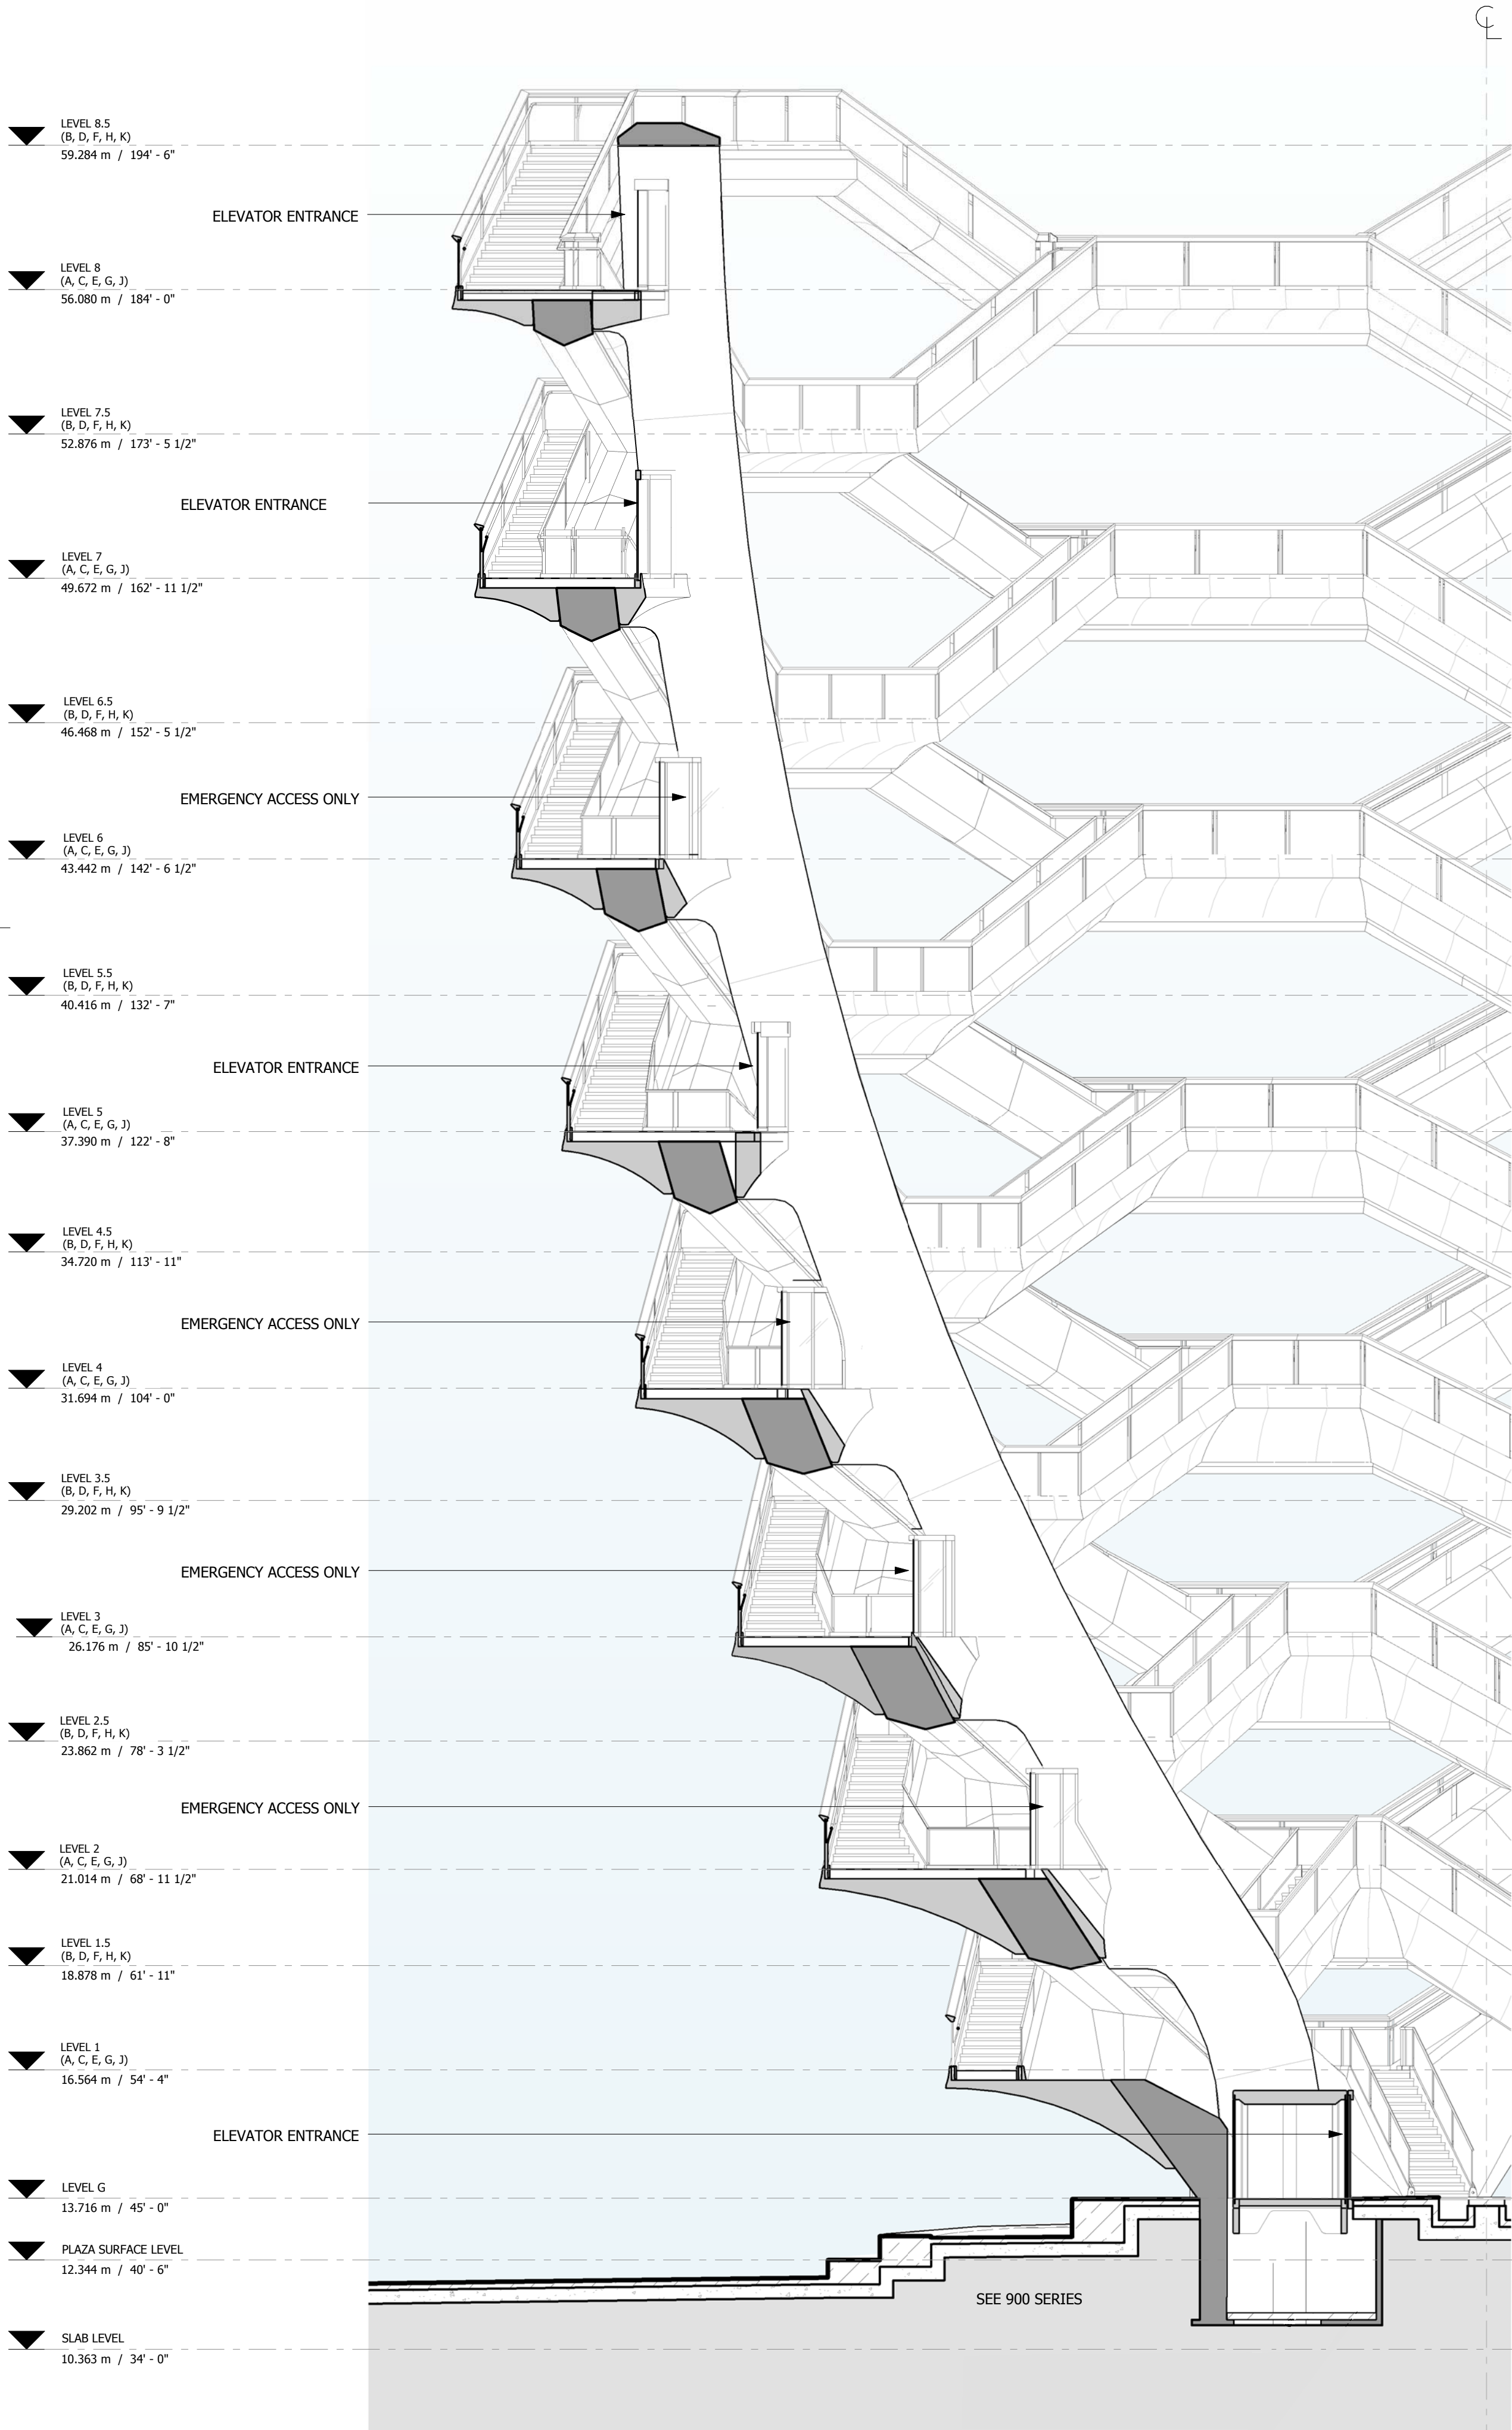 ℄
LEVEL 8.5
(B, D, F, H, K)
59.284 m / 194' - 6"
ELEVATOR ENTRANCE
LEVEL 8
(A, C, E, G, J)
56.080 m / 184' - 0"
LEVEL 7.5
(B, D, F, H, K)
52.876 m / 173' - 5 1/2"
ELEVATOR ENTRANCE
LEVEL 7
(A, C, E, G, J)
49.672 m / 162' - 11 1/2"
LEVEL 6.5
(B, D, F, H, K)
46.468 m / 152' - 5 1/2"
EMERGENCY ACCESS ONLY
LEVEL 6
(A, C, E, G, J)
43.442 m / 142' - 6 1/2"
LEVEL 5.5
(B, D, F, H, K)
40.416 m / 132' - 7"
ELEVATOR ENTRANCE
LEVEL 5
(A, C, E, G, J)
37.390 m / 122' - 8"
LEVEL 4.5
(B, D, F, H, K)
34.720 m / 113' - 11"
EMERGENCY ACCESS ONLY
LEVEL 4
(A, C, E, G, J)
31.694 m / 104' - 0"
LEVEL 3.5
(B, D, F, H, K)
29.202 m / 95' - 9 1/2"
EMERGENCY ACCESS ONLY
LEVEL 3
(A, C, E, G, J)
26.176 m / 85' - 10 1/2"
LEVEL 2.5
(B, D, F, H, K)
23.862 m / 78' - 3 1/2"
EMERGENCY ACCESS ONLY
LEVEL 2
(A, C, E, G, J)
21.014 m / 68' - 11 1/2"
LEVEL 1.5
(B, D, F, H, K)
18.878 m / 61' - 11"
LEVEL 1
(A, C, E, G, J)
16.564 m / 54' - 4"
ELEVATOR ENTRANCE
LEVEL G
13.716 m / 45' - 0"
PLAZA SURFACE LEVEL
12.344 m / 40' - 6"
SEE 900 SERIES
SLAB LEVEL
10.363 m / 34' - 0"